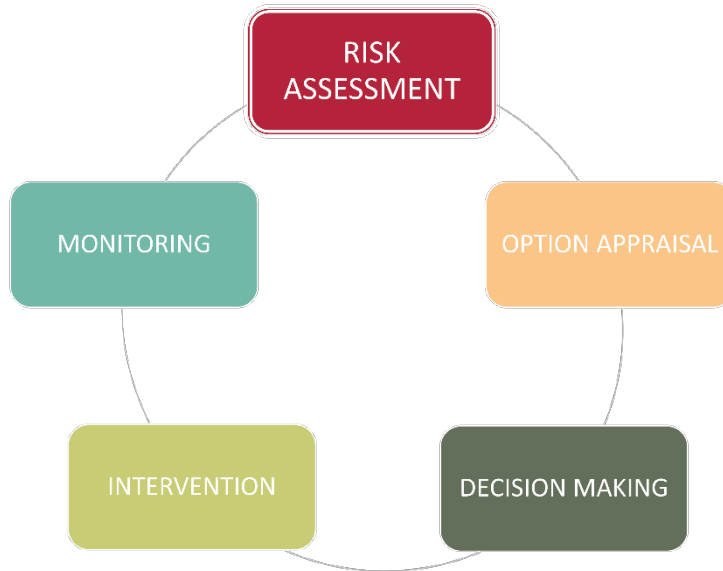 RISK
ASSESSMENT
MONITORING
OPTION APPRAISAL
INTERVENTION
DECISION MAKING